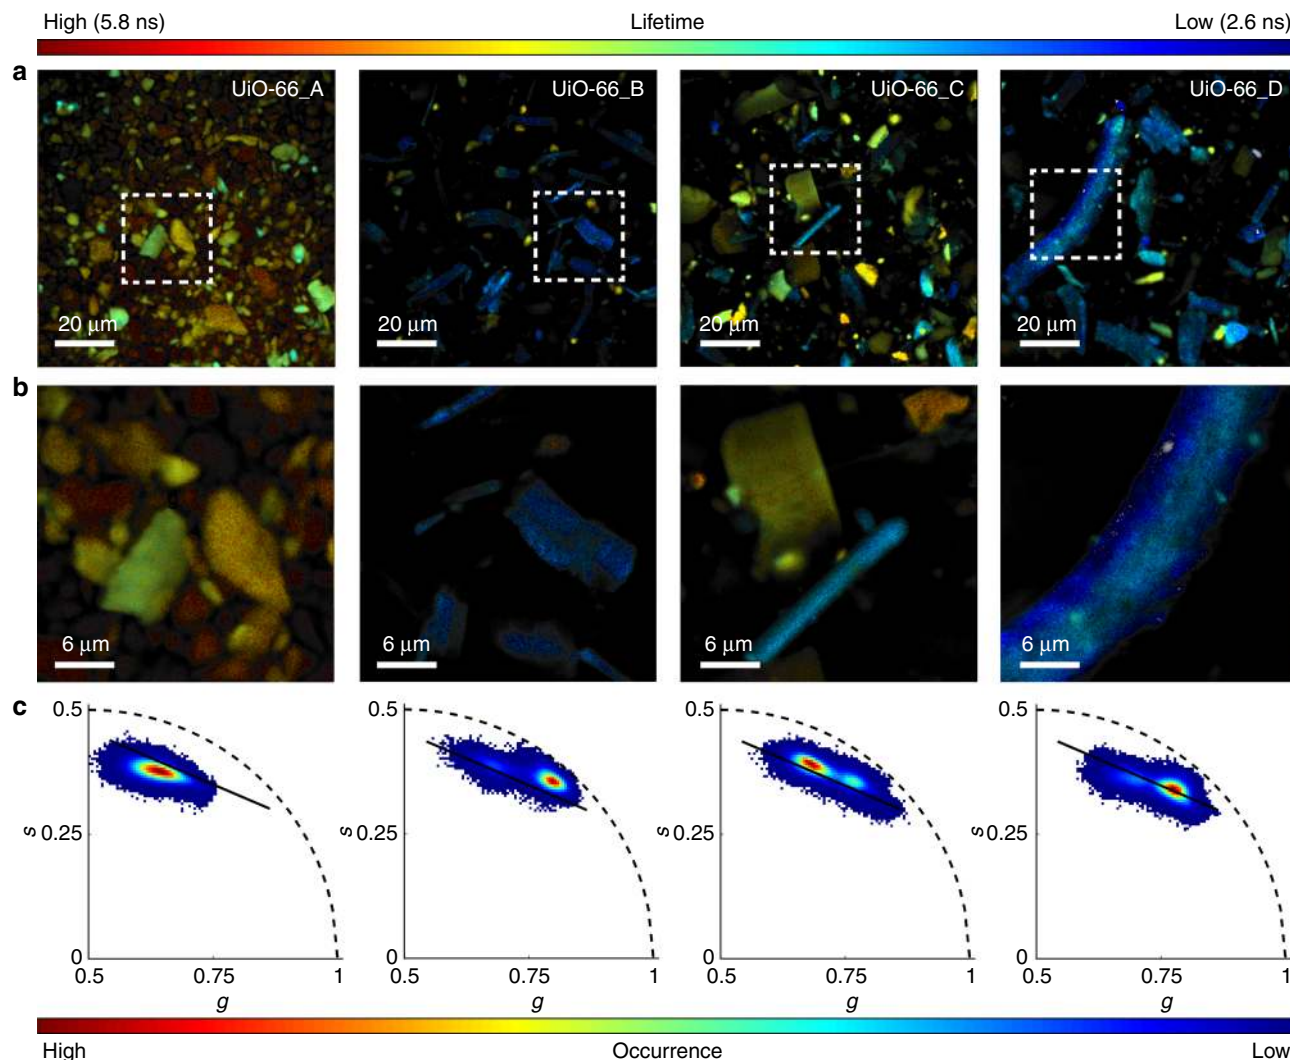 High (5.8 ns) Lifetime Low (2.6 ns)
a
UiO-66_A UiO-66_B UiO-66_C UiO-66_D
20 μm 20 μm 20 μm 20 μm
b
6 μm 6 μm 6 μm 6 μm
c
0.5 0.5 0.5 0.5
s s s s
0.25 0.25 0.25 0.25
0 0 0 0
0.5 0.75 1 0.5 0.75 1 0.5 0.75 1 0.5 0.75 1
g g g g
High Occurrence Low